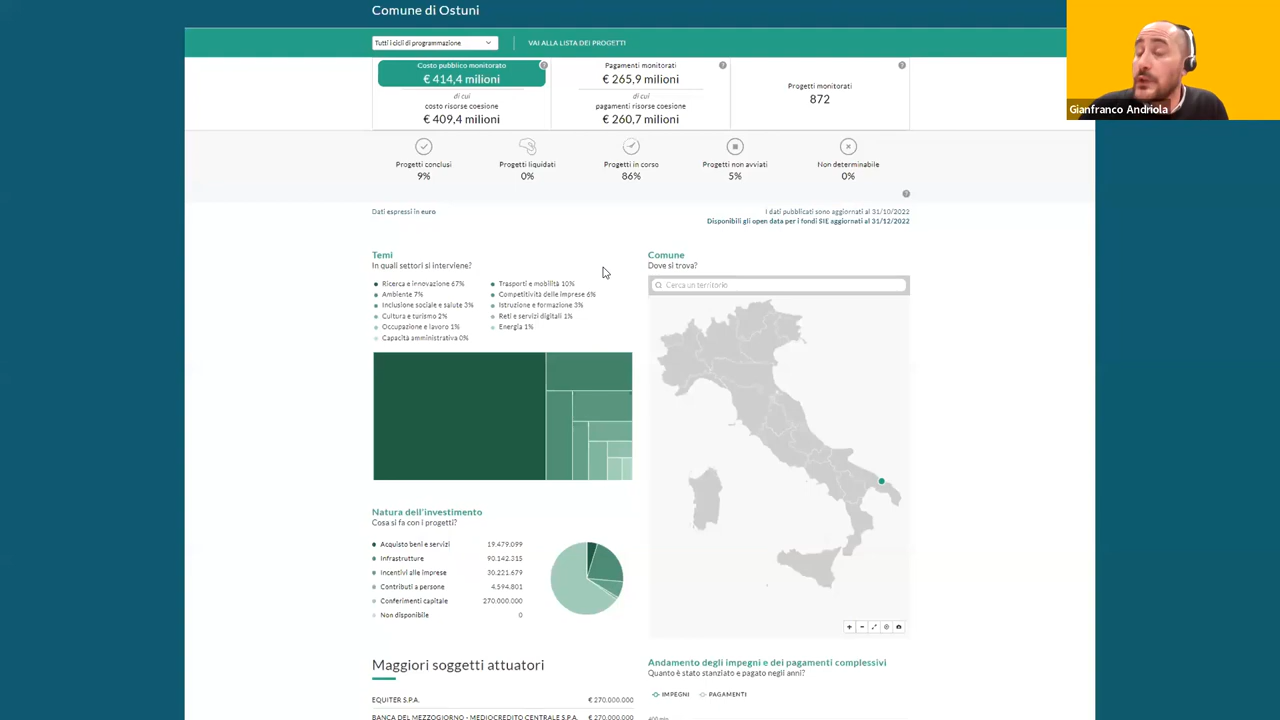 Comune di Ostuni
Tutti i cicli di programmazione
VAI ALLA LISTA DEI PROGETTI
Costo pubblico monitorato
€ 414,4 milioni
di cui
costo risorse coesione
€ 409,4 milioni
Pagamenti monitorati
€ 265,9 milioni
di cui
pagamenti risorse coesione
€ 260,7 milioni
Progetti monitorati
872
Gianfranco Andriola
Progetti conclusi
9%
Progetti liquidati
0%
Progetti in corso
86%
Progetti non avviati
5%
Non determinabile
0%
Dati espressi in euro
I dati pubblicati sono aggiornati al 31/10/2022
Disponibili gli open data per i fondi SIE aggiornati al 31/12/2022
Temi
In quali settori si interviene?
Ricerca e innovazione 67%
Trasporti e mobilità 10%
Ambiente 7%
Competitività delle imprese 6%
Inclusione sociale e salute 3%
Istruzione e formazione 3%
Cultura e turismo 2%
Reti e servizi digitali 1%
Occupazione e lavoro 1%
Energia 1%
Capacità amministrativa 0%
Comune
Dove si trova?
Cerca un territorio
Natura dell'investimento
Cosa si fa con i progetti?
Acquisto beni e servizi 19.479.099
Infrastrutture 90.142.315
Incentivi alle imprese 30.221.679
Contributi a persone 4.594.801
Conferimenti capitale 270.000.000
Non disponibile 0
Maggiori soggetti attuatori
EQUITER S.P.A. € 270.000.000
BANCA DEL MEZZOGIORNO - MEDIOCREDITO CENTRALE S.P.A. € 270.000.000
Andamento degli impegni e dei pagamenti complessivi
Quanto è stato stanziato e pagato negli anni?
IMPEGNI PAGAMENTI